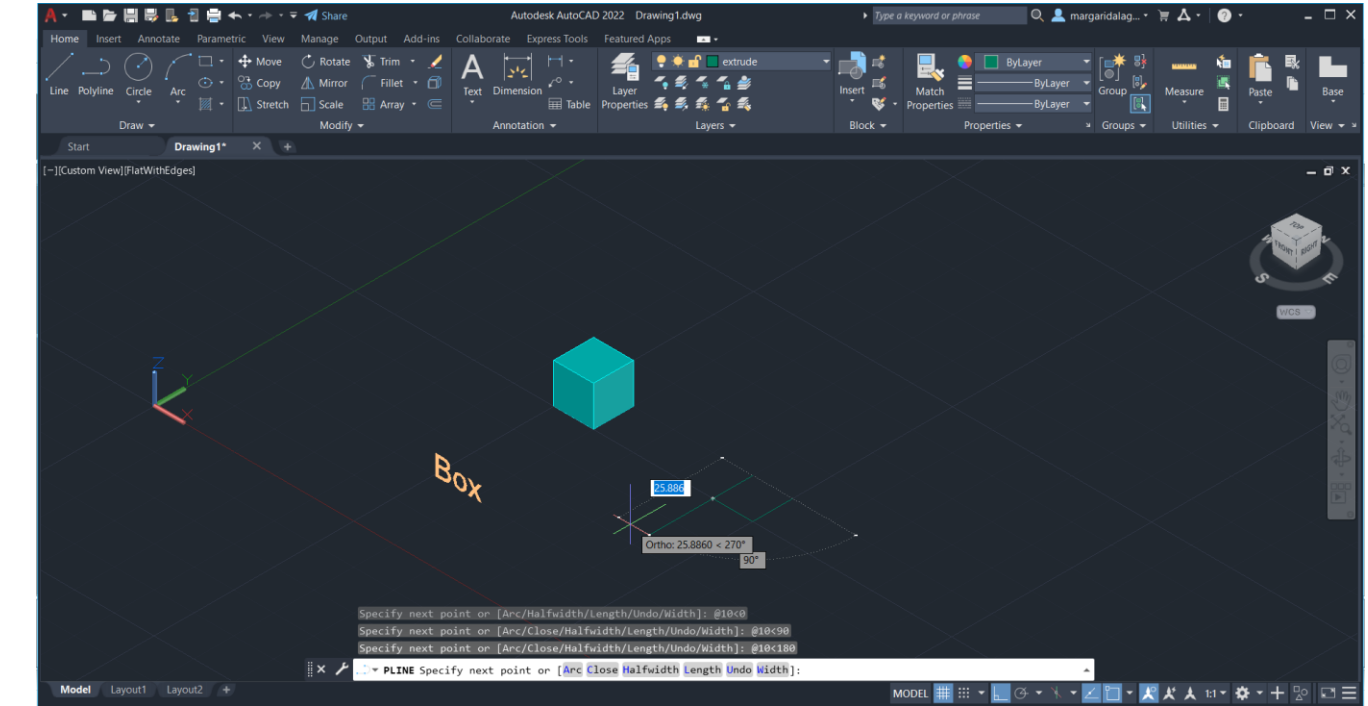 A Share Autodesk AutoCAD 2022 Drawing1.dwg Type a keyword or phrase margaridalag...
Home Insert Annotate Parametric View Manage Output Add-ins Collaborate Express Tools Featured Apps
Move Rotate Trim extrude ByLayer
Line Polyline Circle Arc Copy Mirror Fillet A Text Dimension Layer Properties Insert Match Properties ByLayer Group Measure Paste Base
Stretch Scale Array Table ByLayer
Draw Modify Annotation Layers Block Properties Groups Utilities Clipboard View
Start Drawing1* +
[−][Custom View][FlatWithEdges]
TOP
FRONT RIGHT
S E
WCS
Z
Y
X
Box
25.886
Ortho: 25.8860 < 270°
90°
Specify next point or [Arc/Halfwidth/Length/Undo/Width]: @10<0
Specify next point or [Arc/Close/Halfwidth/Length/Undo/Width]: @10<90
Specify next point or [Arc/Close/Halfwidth/Length/Undo/Width]: @10<180
PLINE Specify next point or [Arc Close Halfwidth Length Undo Width]:
Model Layout1 Layout2 + MODEL 1:1